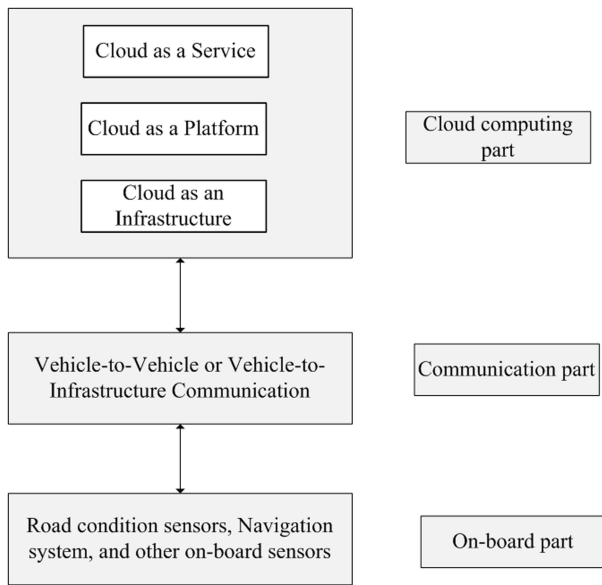 Cloud as a Service
Cloud as a Platform
Cloud as an
Infrastructure
Cloud computing
part
Vehicle-to-Vehicle or Vehicle-to-
Infrastructure Communication
Communication part
Road condition sensors, Navigation
system, and other on-board sensors
On-board part